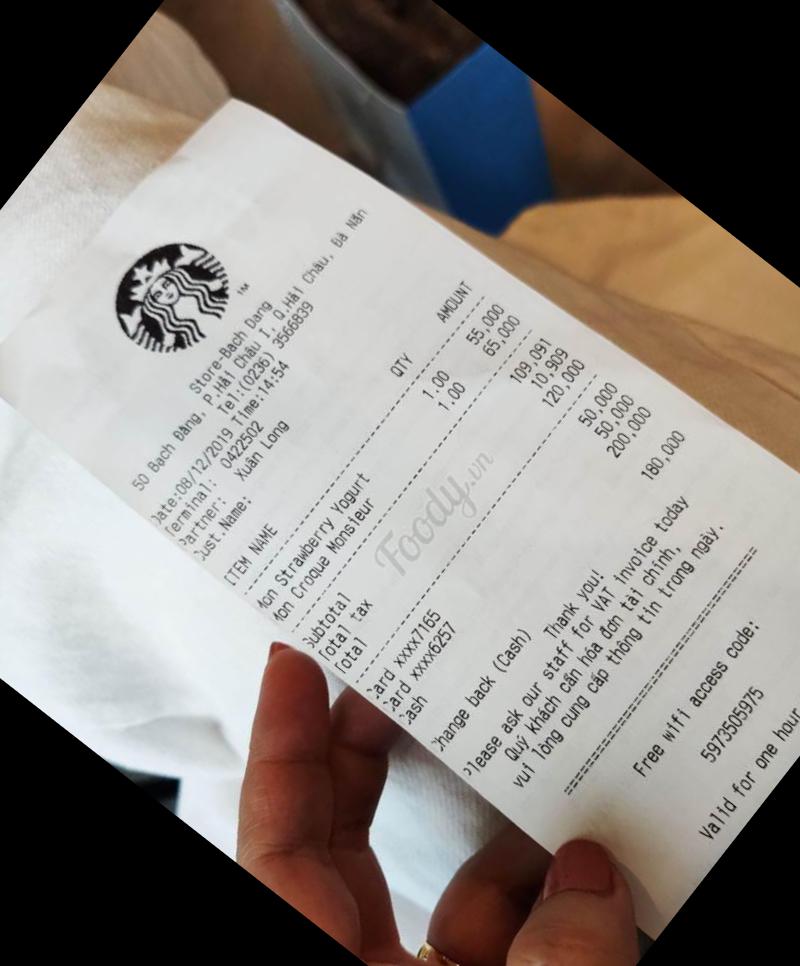 TM
Store-Bach Dang
50 Bạch Đằng, P.Hải Châu I, Q.Hải Châu, Đà Nẵn
Tel:(0236) 3566839
Date:08/12/2019 Time:14:54
Terminal: 0422502
Partner: Xuân Long
Cust.Name:
ITEM NAME QTY AMOUNT
Mon Strawberry Yogurt 1.00 55,000
Mon Croque Monsieur 1.00 65,000
Subtotal 109,091
Total tax 10,909
Total 120,000
Card xxxx7165 50,000
Card xxxx6257 50,000
Cash 200,000
Change back (Cash) 180,000
Thank you!
Please ask our staff for VAT invoice today
Quý khách cần hóa đơn tài chính,
vui lòng cung cấp thông tin trong ngày.
Free wifi access code:
5973505975
Valid for one hour
Foody.vn